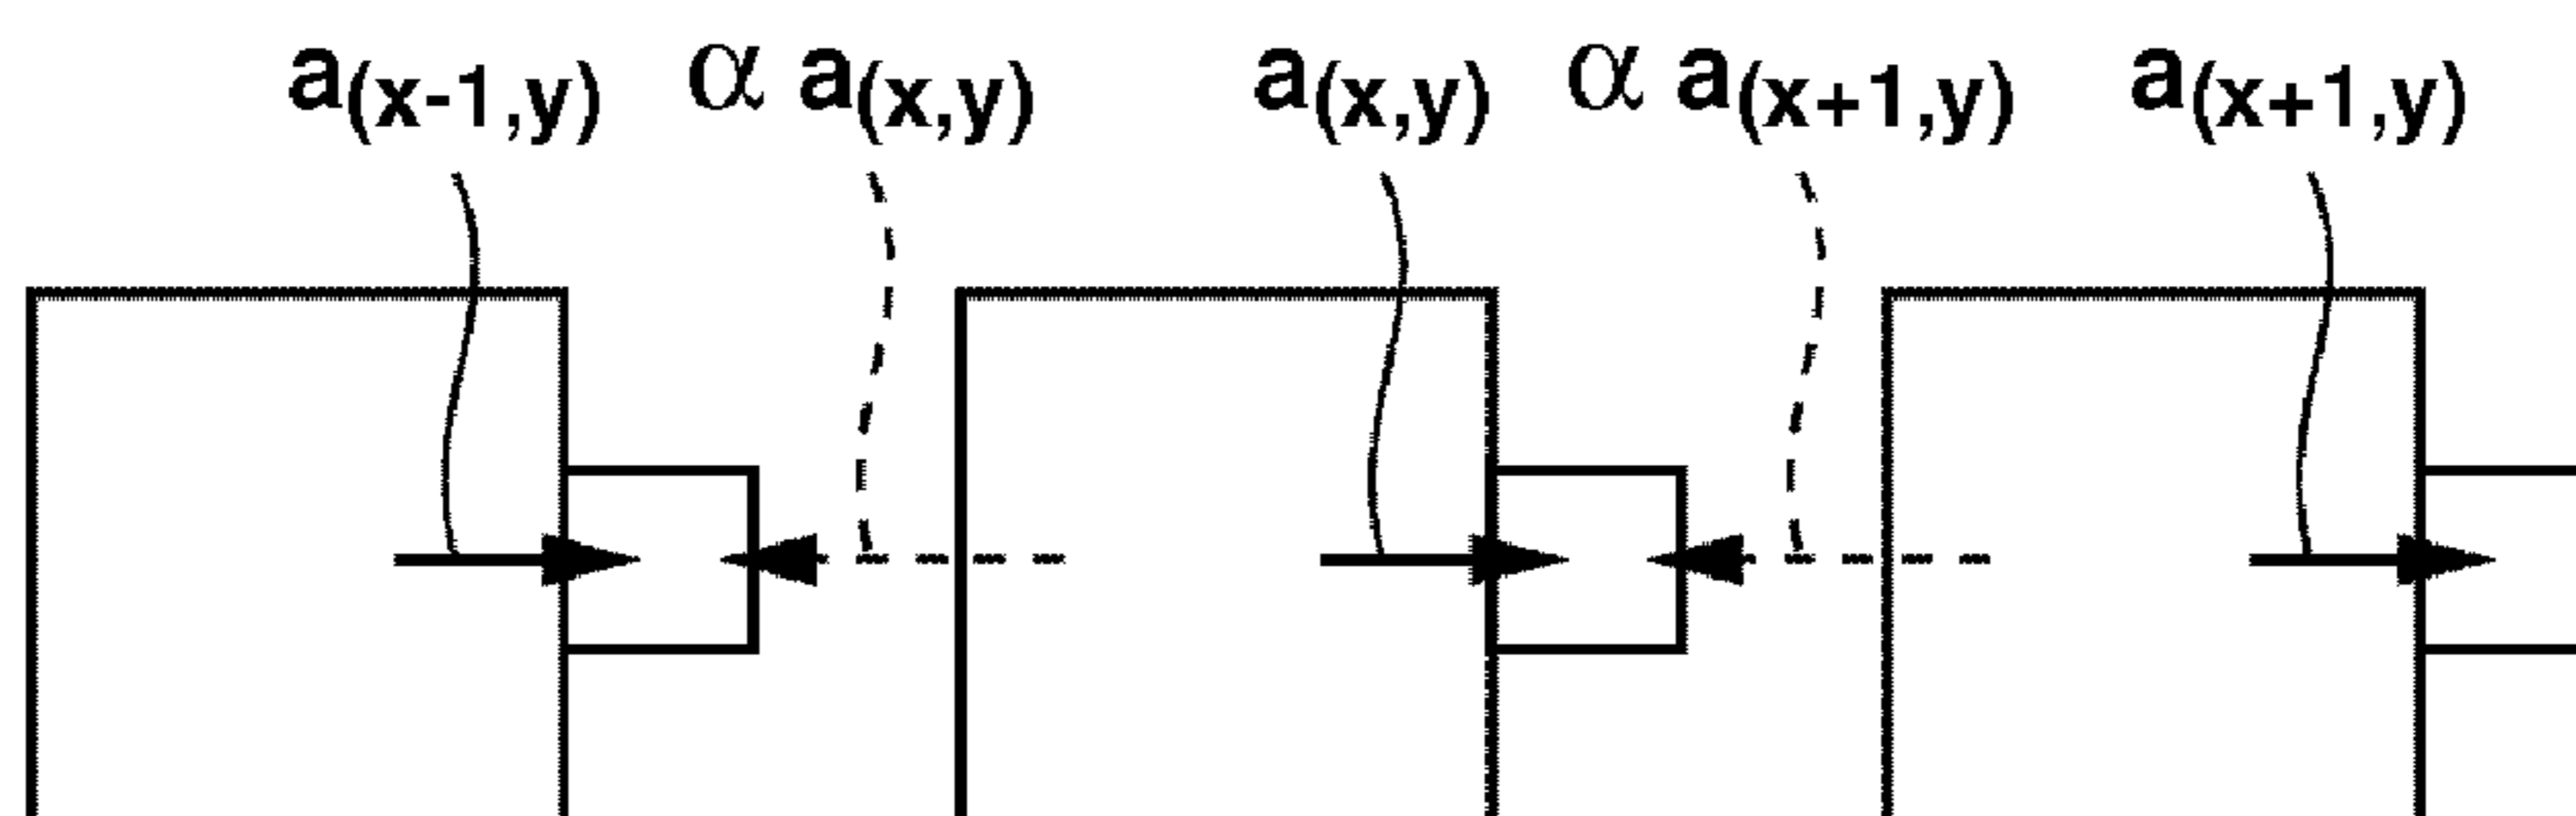 a(x-1,y) α a(x,y) a(x,y) α a(x+1,y) a(x+1,y)